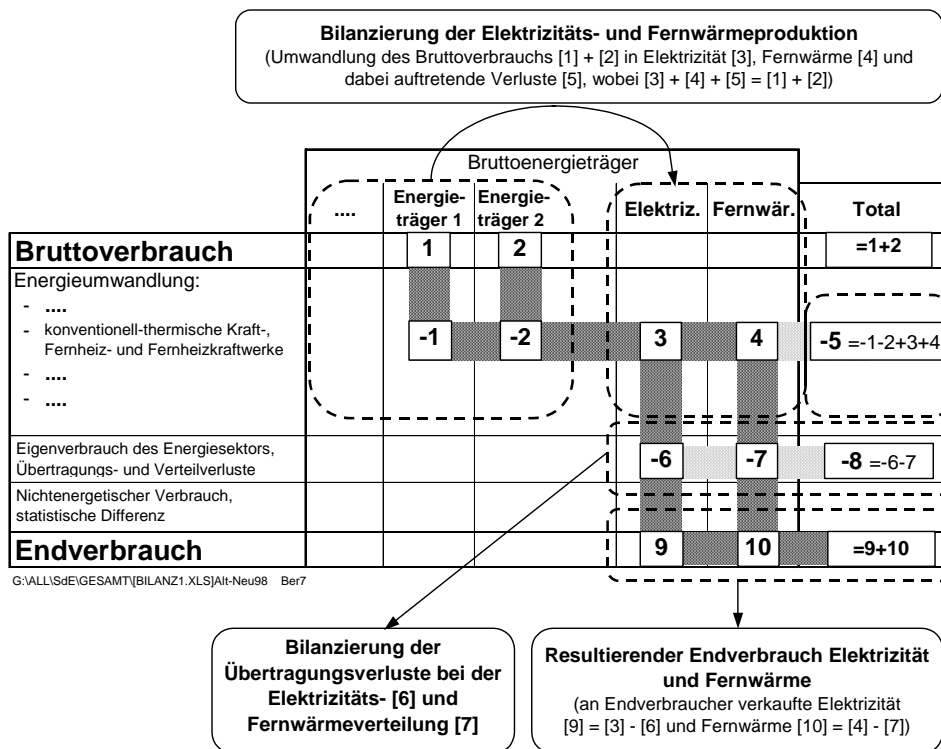 Bilanzierung der Elektrizitäts- und Fernwärmeproduktion
(Umwandlung des Bruttoverbrauchs [1] + [2] in Elektrizität [3], Fernwärme [4] und
dabei auftretende Verluste [5], wobei [3] + [4] + [5] = [1] + [2])
Bruttoenergieträger
.... Energie- Energie- Elektriz. Fernwär. Total
träger 1 träger 2
Bruttoverbrauch 1 2 =1+2
Energieumwandlung:
- ....
- konventionell-thermische Kraft-, -1 -2 3 4 -5 =-1-2+3+4
Fernheiz- und Fernheizkraftwerke
- ....
- ....
Eigenverbrauch des Energiesektors,
Übertragungs- und Verteilverluste -6 -7 -8 =-6-7
Nichtenergetischer Verbrauch,
statistische Differenz
Endverbrauch 9 10 =9+10
G:\ALL\SdE\GESAMT\[BILANZ1.XLS]Alt-Neu98 Ber7
Bilanzierung der
Übertragungsverluste bei der
Elektrizitäts- [6] und
Fernwärmeverteilung [7]
Resultierender Endverbrauch Elektrizität
und Fernwärme
(an Endverbraucher verkaufte Elektrizität
[9] = [3] - [6] und Fernwärme [10] = [4] - [7])